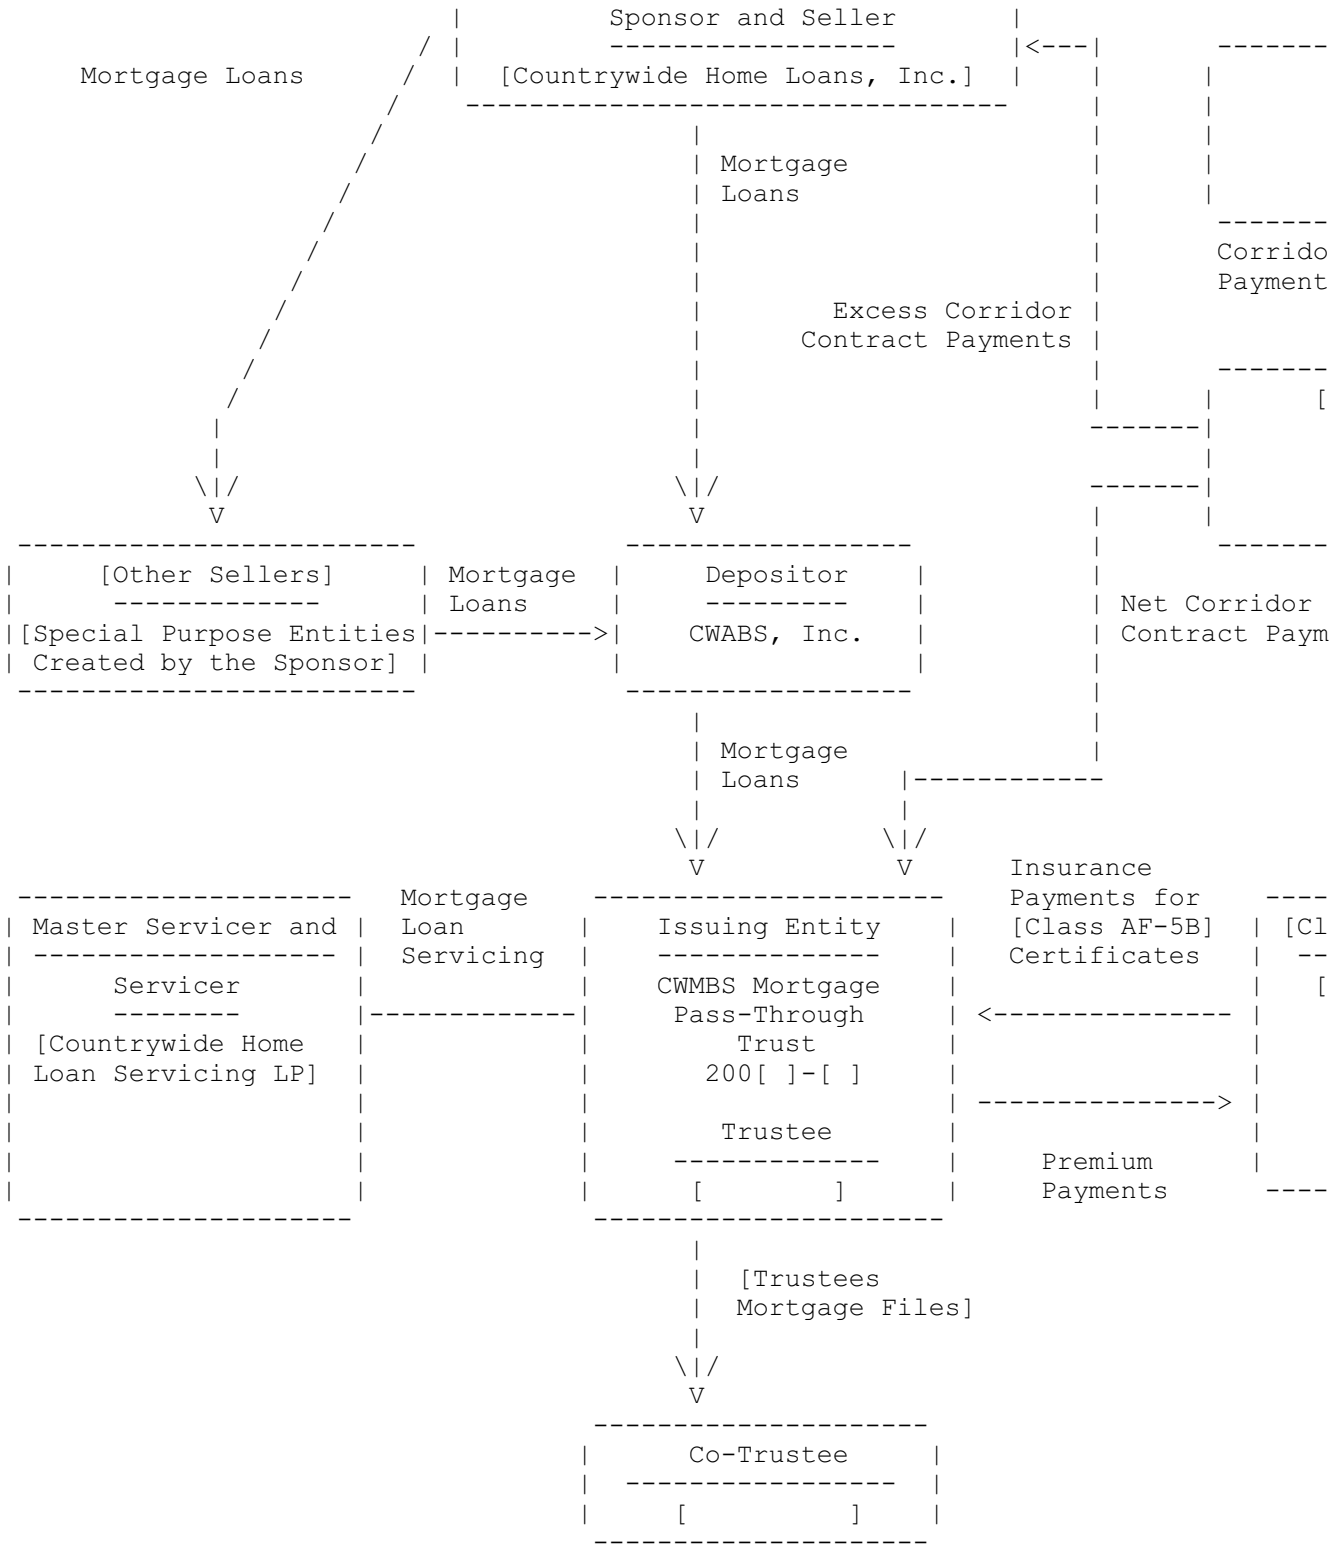 Sponsor and Seller
Mortgage Loans
[Countrywide Home Loans, Inc.]
Mortgage
Loans
Corrido
Payment
Excess Corridor
Contract Payments
[
[Other Sellers]
Mortgage
Loans
Depositor
[Special Purpose Entities
Created by the Sponsor]
CWABS, Inc.
Net Corridor
Contract Paym
Mortgage
Loans
Insurance
Payments for
[Class AF-5B]
Certificates
Mortgage
Loan
Servicing
Master Servicer and
Servicer
[Countrywide Home
Loan Servicing LP]
Issuing Entity
CWMBS Mortgage
Pass-Through
Trust
200[ ]-[ ]
Trustee
[ ]
[Cl
[
Premium
Payments
[Trustees
Mortgage Files]
Co-Trustee
[ ]